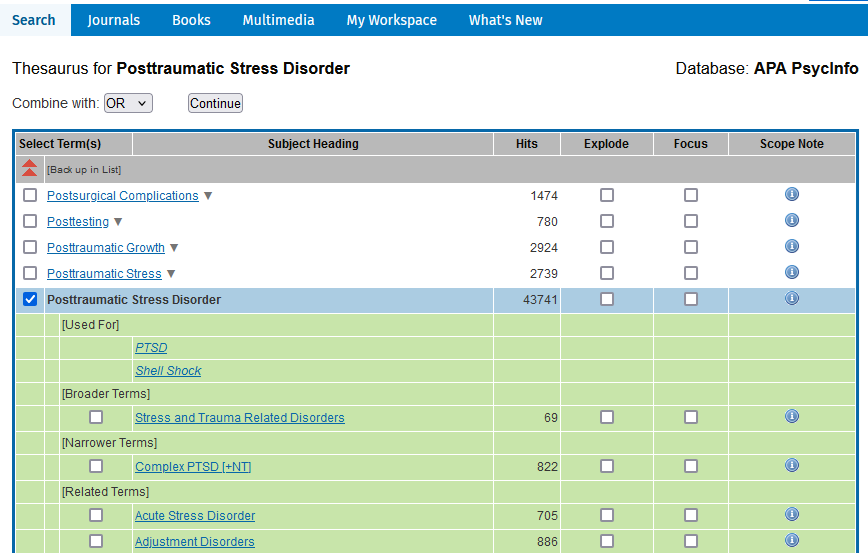 Search Journals Books Multimedia My Workspace What's New
Thesaurus for Posttraumatic Stress Disorder Database: APA PsycInfo
Combine with: OR Continue
Select Term(s) Subject Heading Hits Explode Focus Scope Note
[Back up in List]
Postsurgical Complications 1474
Posttesting 780
Posttraumatic Growth 2924
Posttraumatic Stress 2739
Posttraumatic Stress Disorder 43741
[Used For]
PTSD
Shell Shock
[Broader Terms]
Stress and Trauma Related Disorders 69
[Narrower Terms]
Complex PTSD [+NT] 822
[Related Terms]
Acute Stress Disorder 705
Adjustment Disorders 886